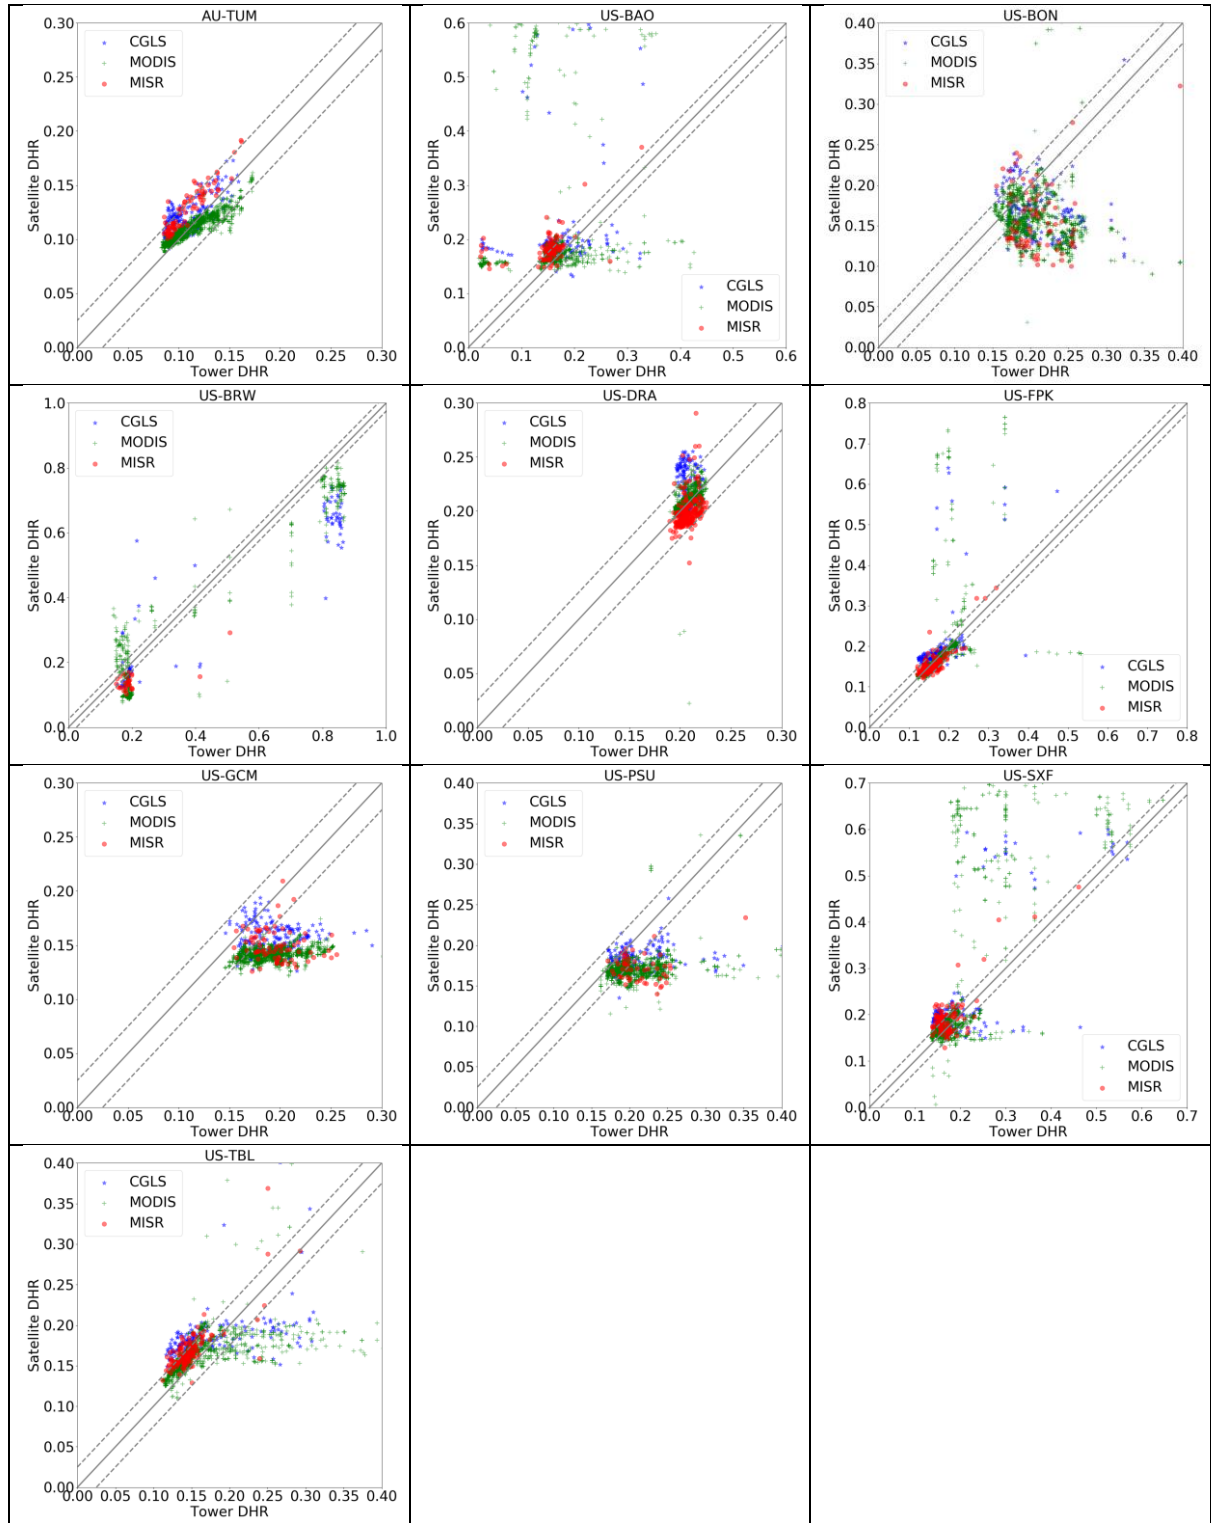 AU-TUM
0.30
0.25
0.20
0.15
0.10
0.05
0.00
Satellite DHR
CGLS
MODIS
MISR
0.00 0.05 0.10 0.15 0.20 0.25 0.30
Tower DHR
US-BAO
0.6
0.5
0.4
0.3
0.2
0.1
0.0
Satellite DHR
CGLS
MODIS
MISR
0.0 0.1 0.2 0.3 0.4 0.5 0.6
Tower DHR
US-BON
0.40
0.35
0.30
0.25
0.20
0.15
0.10
0.05
0.00
Satellite DHR
CGLS
MODIS
MISR
0.00 0.05 0.10 0.15 0.20 0.25 0.30 0.35 0.40
Tower DHR
US-BRW
1.0
0.8
0.6
0.4
0.2
0.0
Satellite DHR
CGLS
MODIS
MISR
0.0 0.2 0.4 0.6 0.8 1.0
Tower DHR
US-DRA
0.30
0.25
0.20
0.15
0.10
0.05
0.00
Satellite DHR
CGLS
MODIS
MISR
0.00 0.05 0.10 0.15 0.20 0.25 0.30
Tower DHR
US-FPK
0.8
0.7
0.6
0.5
0.4
0.3
0.2
0.1
0.0
Satellite DHR
CGLS
MODIS
MISR
0.0 0.1 0.2 0.3 0.4 0.5 0.6 0.7 0.8
Tower DHR
US-GCM
0.30
0.25
0.20
0.15
0.10
0.05
0.00
Satellite DHR
CGLS
MODIS
MISR
0.00 0.05 0.10 0.15 0.20 0.25 0.30
Tower DHR
US-PSU
0.40
0.35
0.30
0.25
0.20
0.15
0.10
0.05
0.00
Satellite DHR
CGLS
MODIS
MISR
0.00 0.05 0.10 0.15 0.20 0.25 0.30 0.35 0.40
Tower DHR
US-SXF
0.7
0.6
0.5
0.4
0.3
0.2
0.1
0.0
Satellite DHR
CGLS
MODIS
MISR
0.0 0.1 0.2 0.3 0.4 0.5 0.6 0.7
Tower DHR
US-TBL
0.40
0.35
0.30
0.25
0.20
0.15
0.10
0.05
0.00
Satellite DHR
CGLS
MODIS
MISR
0.00 0.05 0.10 0.15 0.20 0.25 0.30 0.35 0.40
Tower DHR